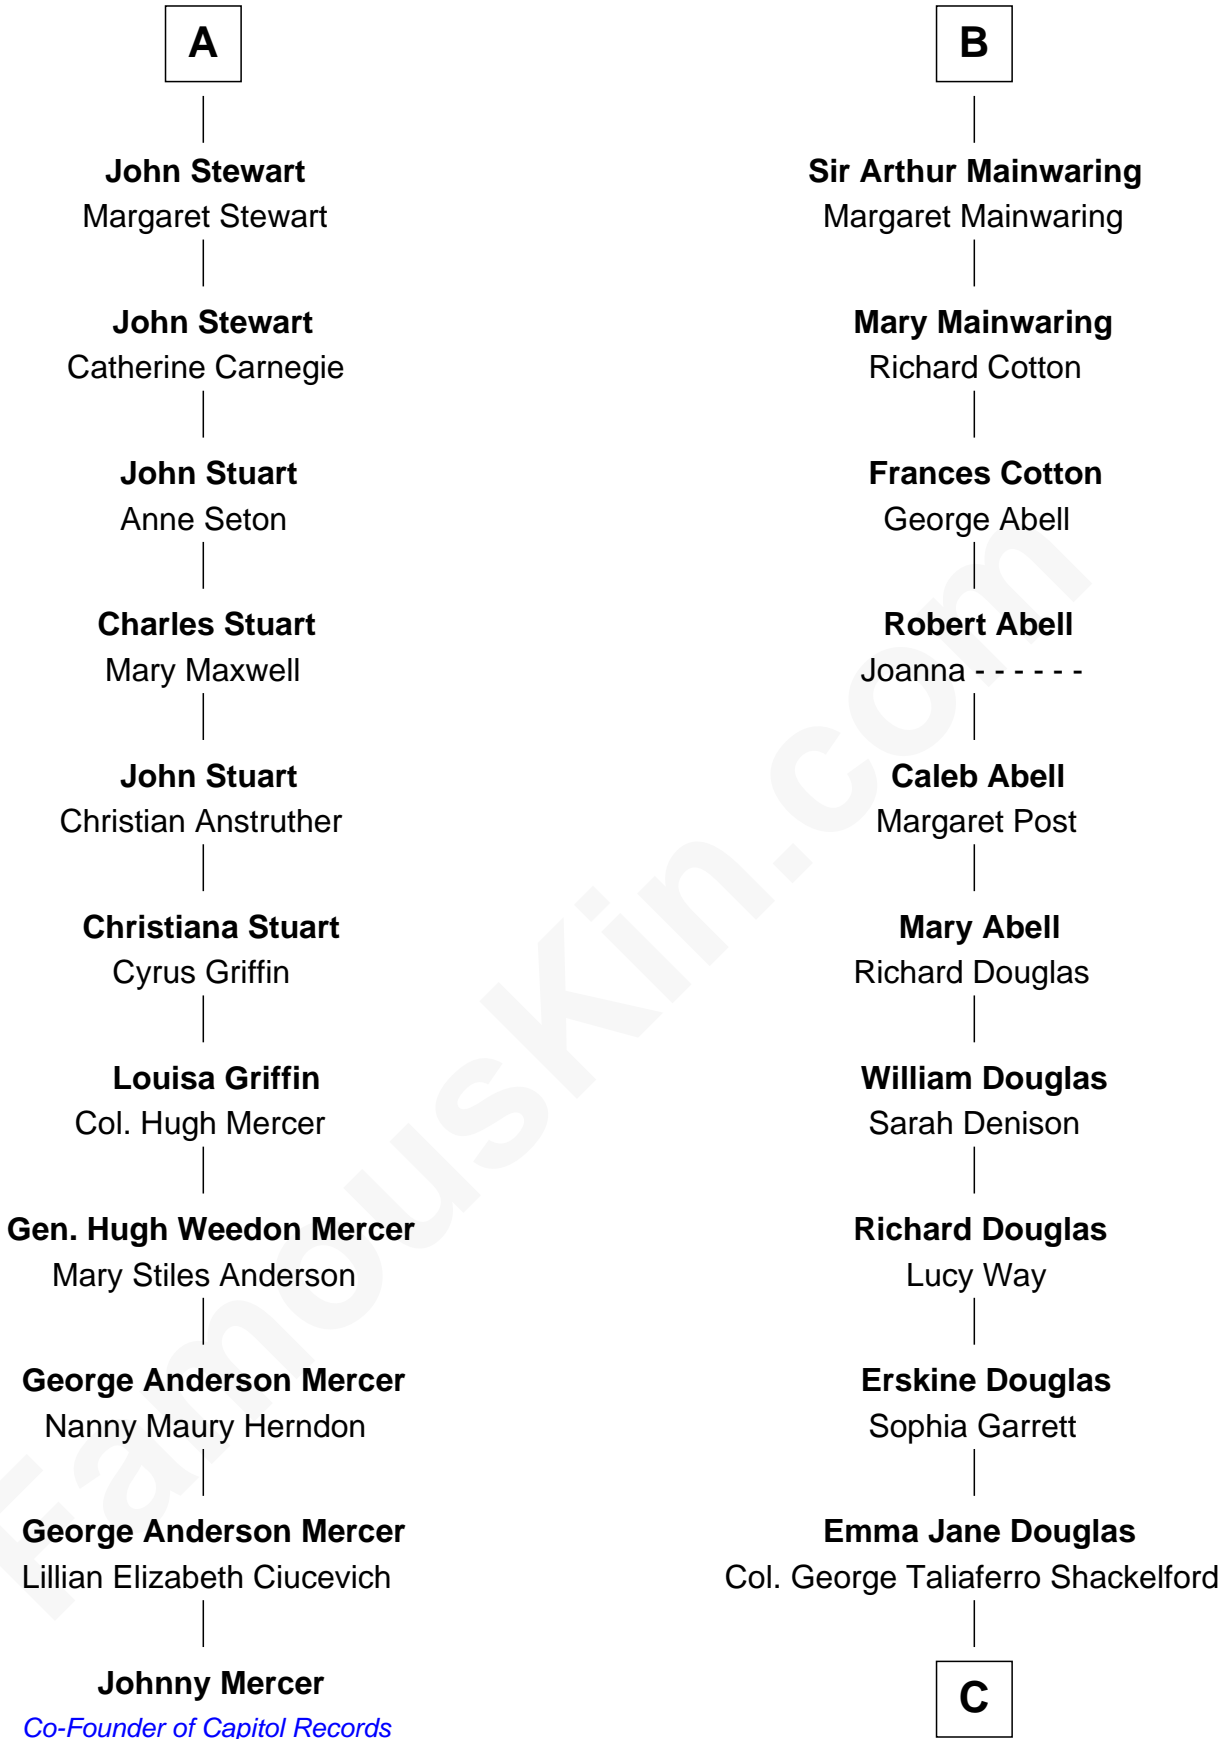 A
John Stewart
Margaret Stewart
John Stewart
Catherine Carnegie
John Stuart
Anne Seton
Charles Stuart
Mary Maxwell
John Stuart
Christian Anstruther
Christiana Stuart
Cyrus Griffin
Louisa Griffin
Col. Hugh Mercer
Gen. Hugh Weedon Mercer
Mary Stiles Anderson
George Anderson Mercer
Nanny Maury Herndon
George Anderson Mercer
Lillian Elizabeth Ciucevich
Johnny Mercer
Co-Founder of Capitol Records
B
Sir Arthur Mainwaring
Margaret Mainwaring
Mary Mainwaring
Richard Cotton
Frances Cotton
George Abell
Robert Abell
Joanna - - - - - -
Caleb Abell
Margaret Post
Mary Abell
Richard Douglas
William Douglas
Sarah Denison
Richard Douglas
Lucy Way
Erskine Douglas
Sophia Garrett
Emma Jane Douglas
Col. George Taliaferro Shackelford
C
FamousKin.com